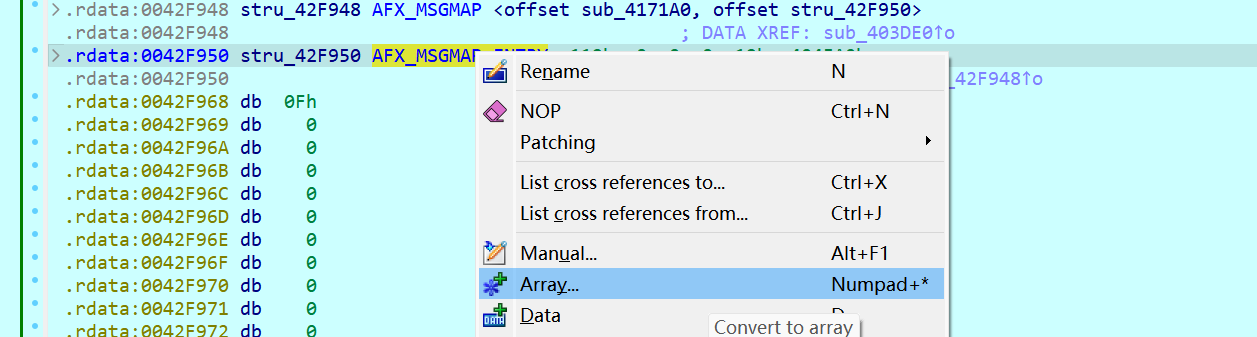 .rdata:0042F948 stru_42F948 AFX_MSGMAP <offset sub_4171A0, offset stru_42F950>
.rdata:0042F948 ; DATA XREF: sub_403DE0↑o
.rdata:0042F950 stru_42F950 AFX_MSGMAP
.rdata:0042F950 42F948↑o
.rdata:0042F968 db 0Fh
.rdata:0042F969 db 0
.rdata:0042F96A db 0
.rdata:0042F96B db 0
.rdata:0042F96C db 0
.rdata:0042F96D db 0
.rdata:0042F96E db 0
.rdata:0042F96F db 0
.rdata:0042F970 db 0
.rdata:0042F971 db 0
.rdata:0042F972 db 0
Rename N
NOP Ctrl+N
Patching
List cross references to... Ctrl+X
List cross references from... Ctrl+J
Manual... Alt+F1
Array... Numpad+*
Data
Convert to array